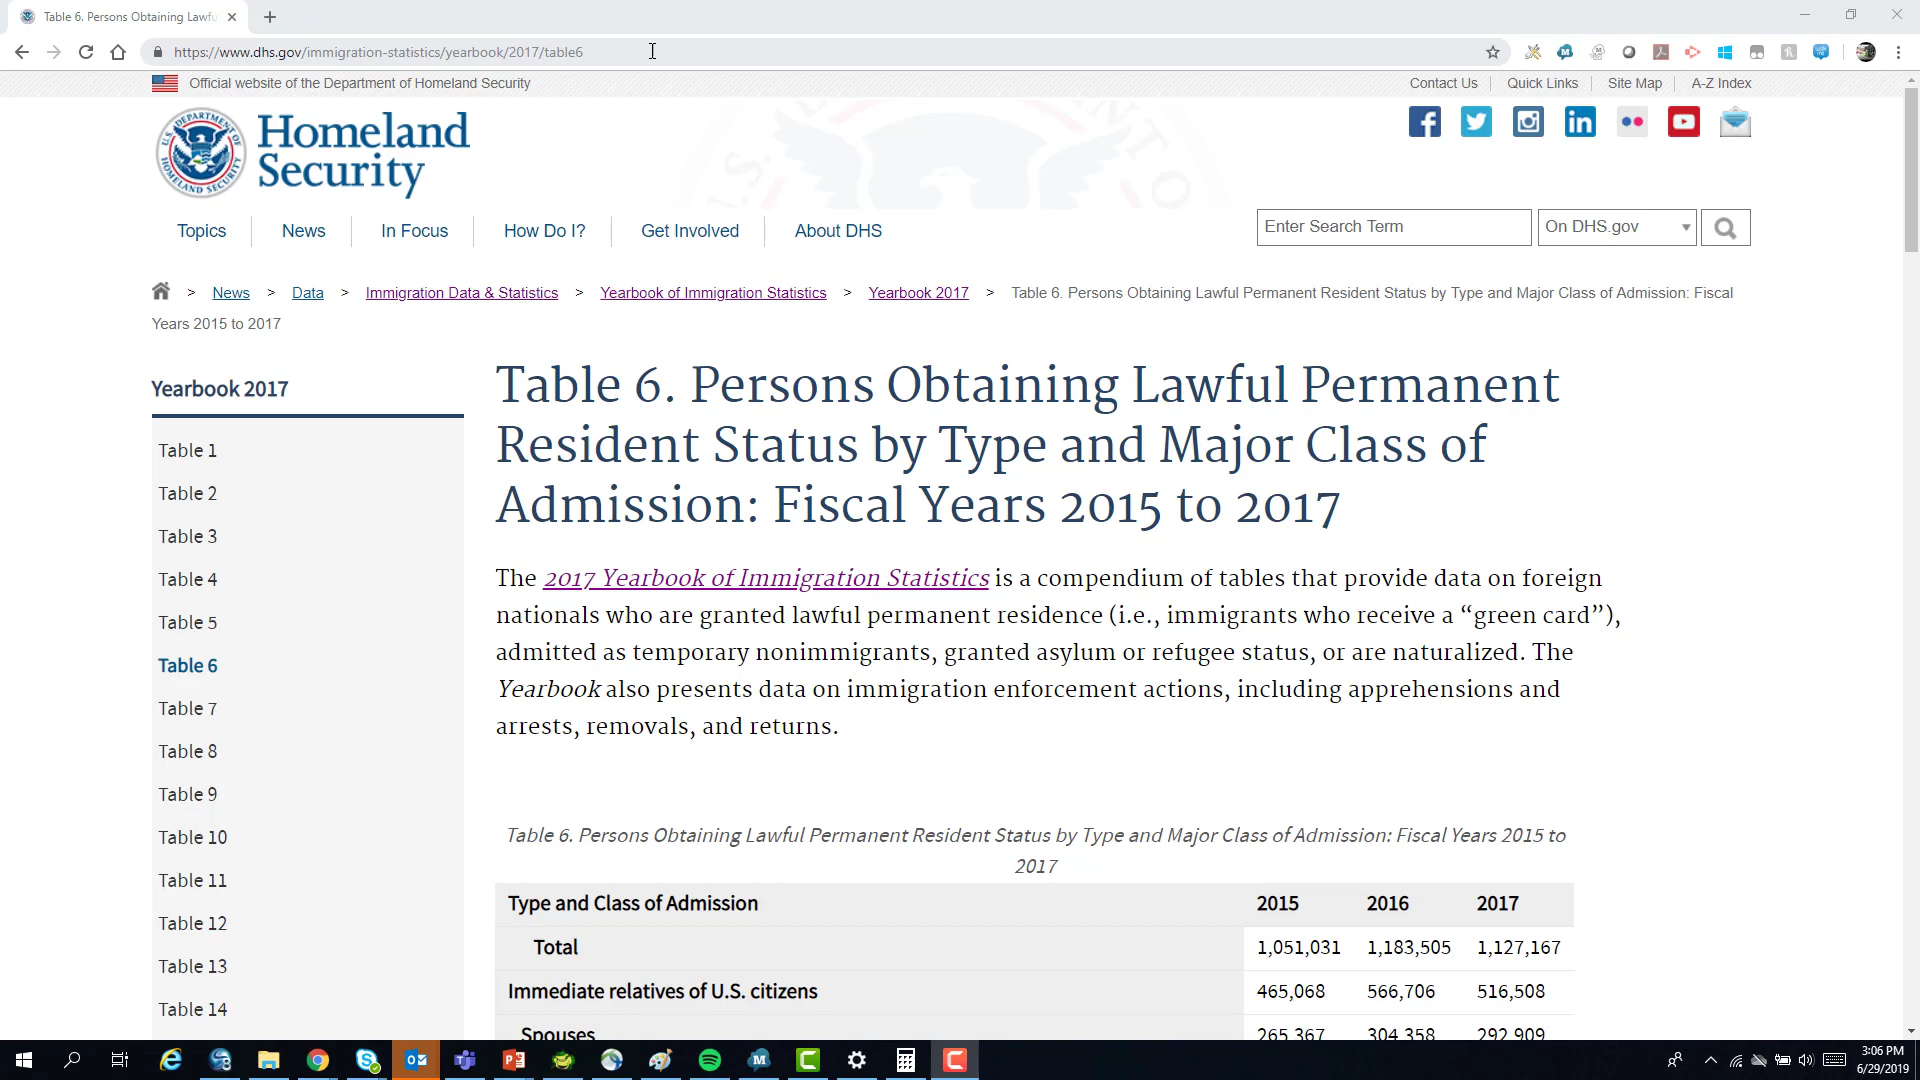 Table 6. Persons Obtaining Lawfu
https://www.dhs.gov/immigration-statistics/yearbook/2017/table6
Official website of the Department of Homeland Security
Contact Us
Quick Links
Site Map
A-Z Index
U.S. DEPARTMENT OF HOMELAND SECURITY
Homeland
Security
Topics
News
In Focus
How Do I?
Get Involved
About DHS
Enter Search Term
On DHS.gov
> News > Data > Immigration Data & Statistics > Yearbook of Immigration Statistics > Yearbook 2017 > Table 6. Persons Obtaining Lawful Permanent Resident Status by Type and Major Class of Admission: Fiscal
Years 2015 to 2017
Yearbook 2017
Table 1
Table 2
Table 3
Table 4
Table 5
Table 6
Table 7
Table 8
Table 9
Table 10
Table 11
Table 12
Table 13
Table 14
Table 6. Persons Obtaining Lawful Permanent
Resident Status by Type and Major Class of
Admission: Fiscal Years 2015 to 2017
The 2017 Yearbook of Immigration Statistics is a compendium of tables that provide data on foreign
nationals who are granted lawful permanent residence (i.e., immigrants who receive a “green card”),
admitted as temporary nonimmigrants, granted asylum or refugee status, or are naturalized. The
Yearbook also presents data on immigration enforcement actions, including apprehensions and
arrests, removals, and returns.
Table 6. Persons Obtaining Lawful Permanent Resident Status by Type and Major Class of Admission: Fiscal Years 2015 to
2017
Type and Class of Admission 2015 2016 2017
Total 1,051,031 1,183,505 1,127,167
Immediate relatives of U.S. citizens 465,068 566,706 516,508
Spouses 265,367 304,358 292,909
3:06 PM
6/29/2019